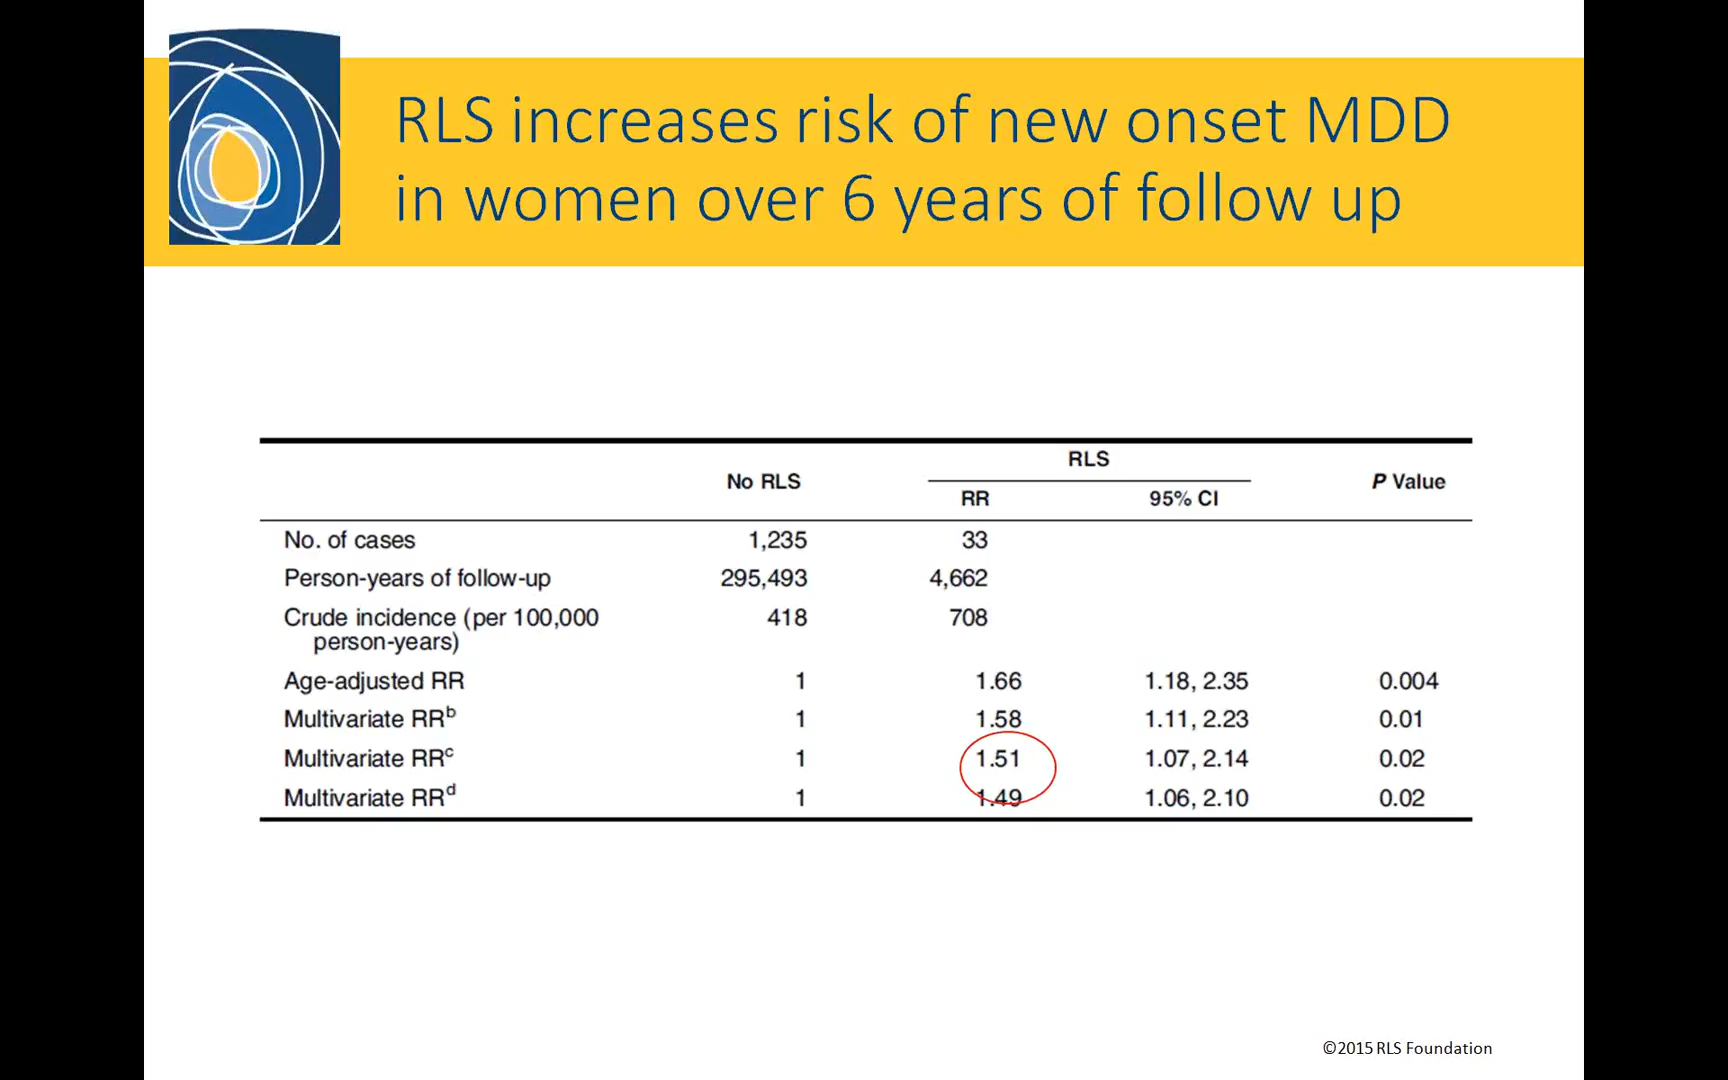 RLS increases risk of new onset MDD
in women over 6 years of follow up
RLS
No RLS P Value
RR 95% CI
No. of cases 1,235 33
Person-years of follow-up 295,493 4,662
Crude incidence (per 100,000 418 708
person-years)
Age-adjusted RR 1 1.66 1.18, 2.35 0.004
Multivariate RRᵇ 1 1.58 1.11, 2.23 0.01
Multivariate RRᶜ 1 1.51 1.07, 2.14 0.02
Multivariate RRᵈ 1 1.49 1.06, 2.10 0.02
©2015 RLS Foundation